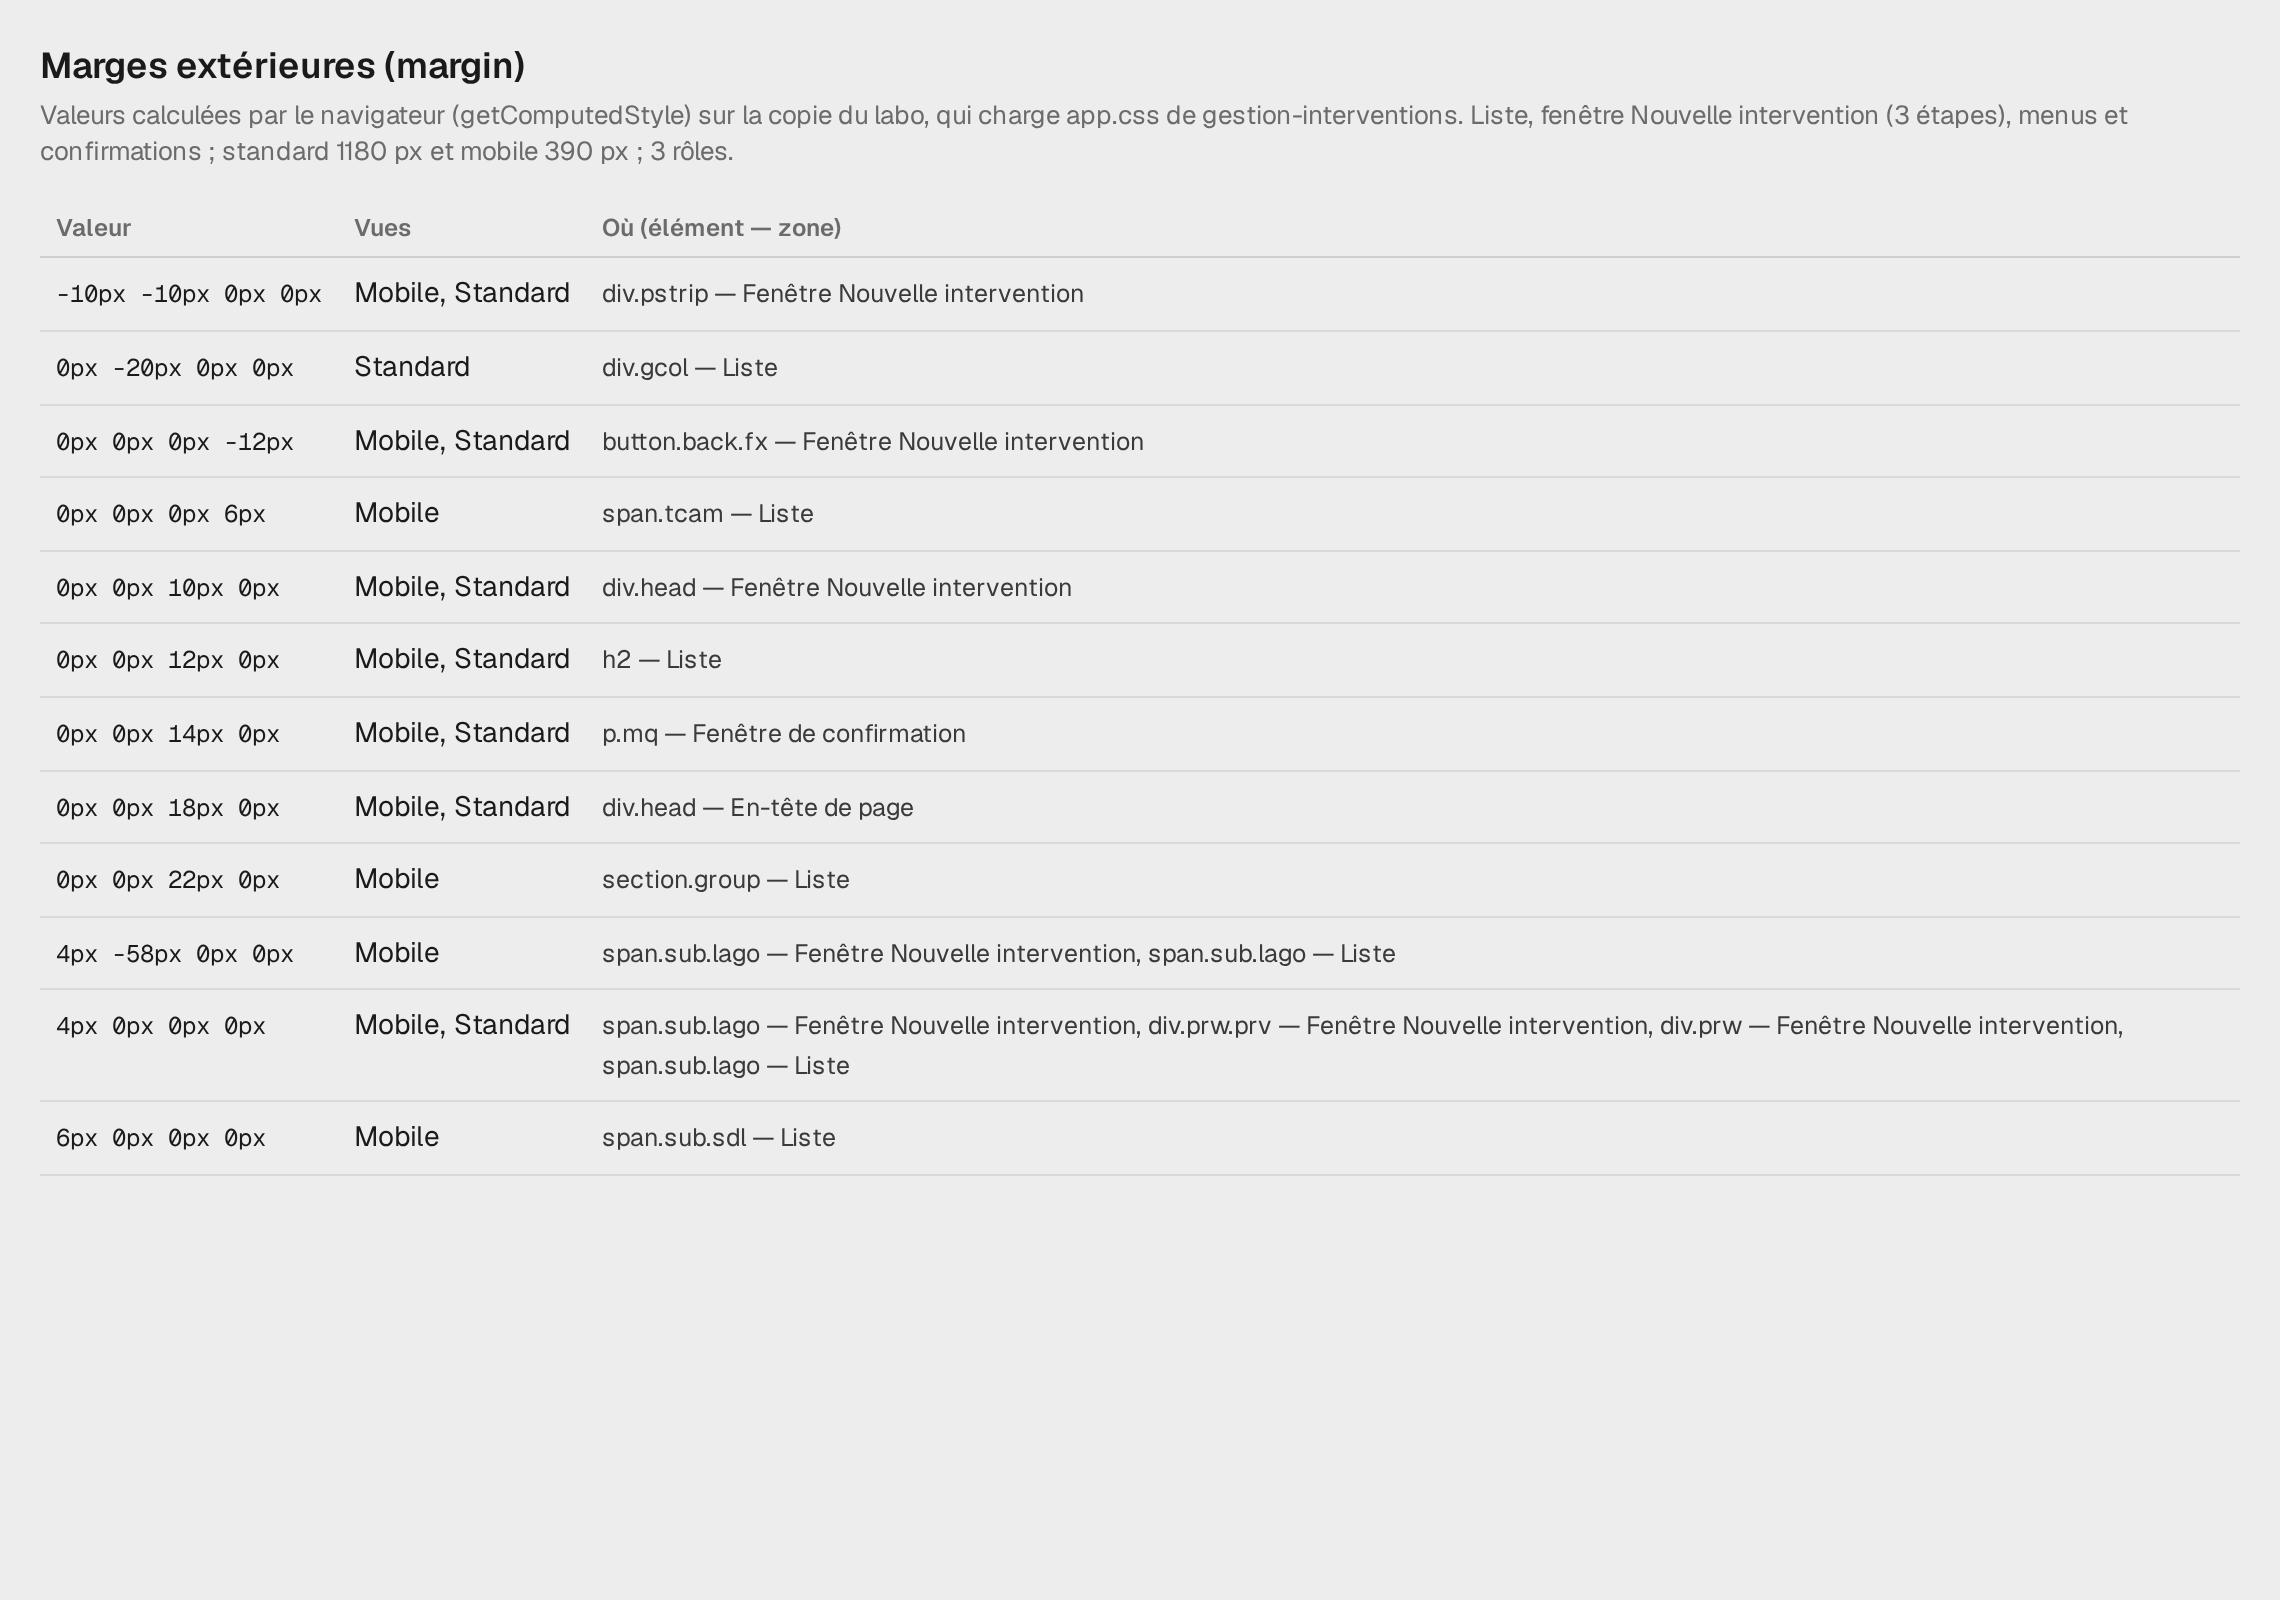 Marges extérieures (margin)
Valeurs calculées par le navigateur (getComputedStyle) sur la copie du labo, qui charge app.css de gestion-interventions. Liste, fenêtre Nouvelle intervention (3 étapes), menus et
confirmations ; standard 1180 px et mobile 390 px ; 3 rôles.
Valeur Vues Où (élément — zone)
-10px -10px 0px 0px Mobile, Standard div.pstrip — Fenêtre Nouvelle intervention
0px -20px 0px 0px Standard div.gcol — Liste
0px 0px 0px -12px Mobile, Standard button.back.fx — Fenêtre Nouvelle intervention
0px 0px 0px 6px Mobile span.tcam — Liste
0px 0px 10px 0px Mobile, Standard div.head — Fenêtre Nouvelle intervention
0px 0px 12px 0px Mobile, Standard h2 — Liste
0px 0px 14px 0px Mobile, Standard p.mq — Fenêtre de confirmation
0px 0px 18px 0px Mobile, Standard div.head — En-tête de page
0px 0px 22px 0px Mobile section.group — Liste
4px -58px 0px 0px Mobile span.sub.lago — Fenêtre Nouvelle intervention, span.sub.lago — Liste
4px 0px 0px 0px Mobile, Standard span.sub.lago — Fenêtre Nouvelle intervention, div.prw.prv — Fenêtre Nouvelle intervention, div.prw — Fenêtre Nouvelle intervention,
span.sub.lago — Liste
6px 0px 0px 0px Mobile span.sub.sdl — Liste